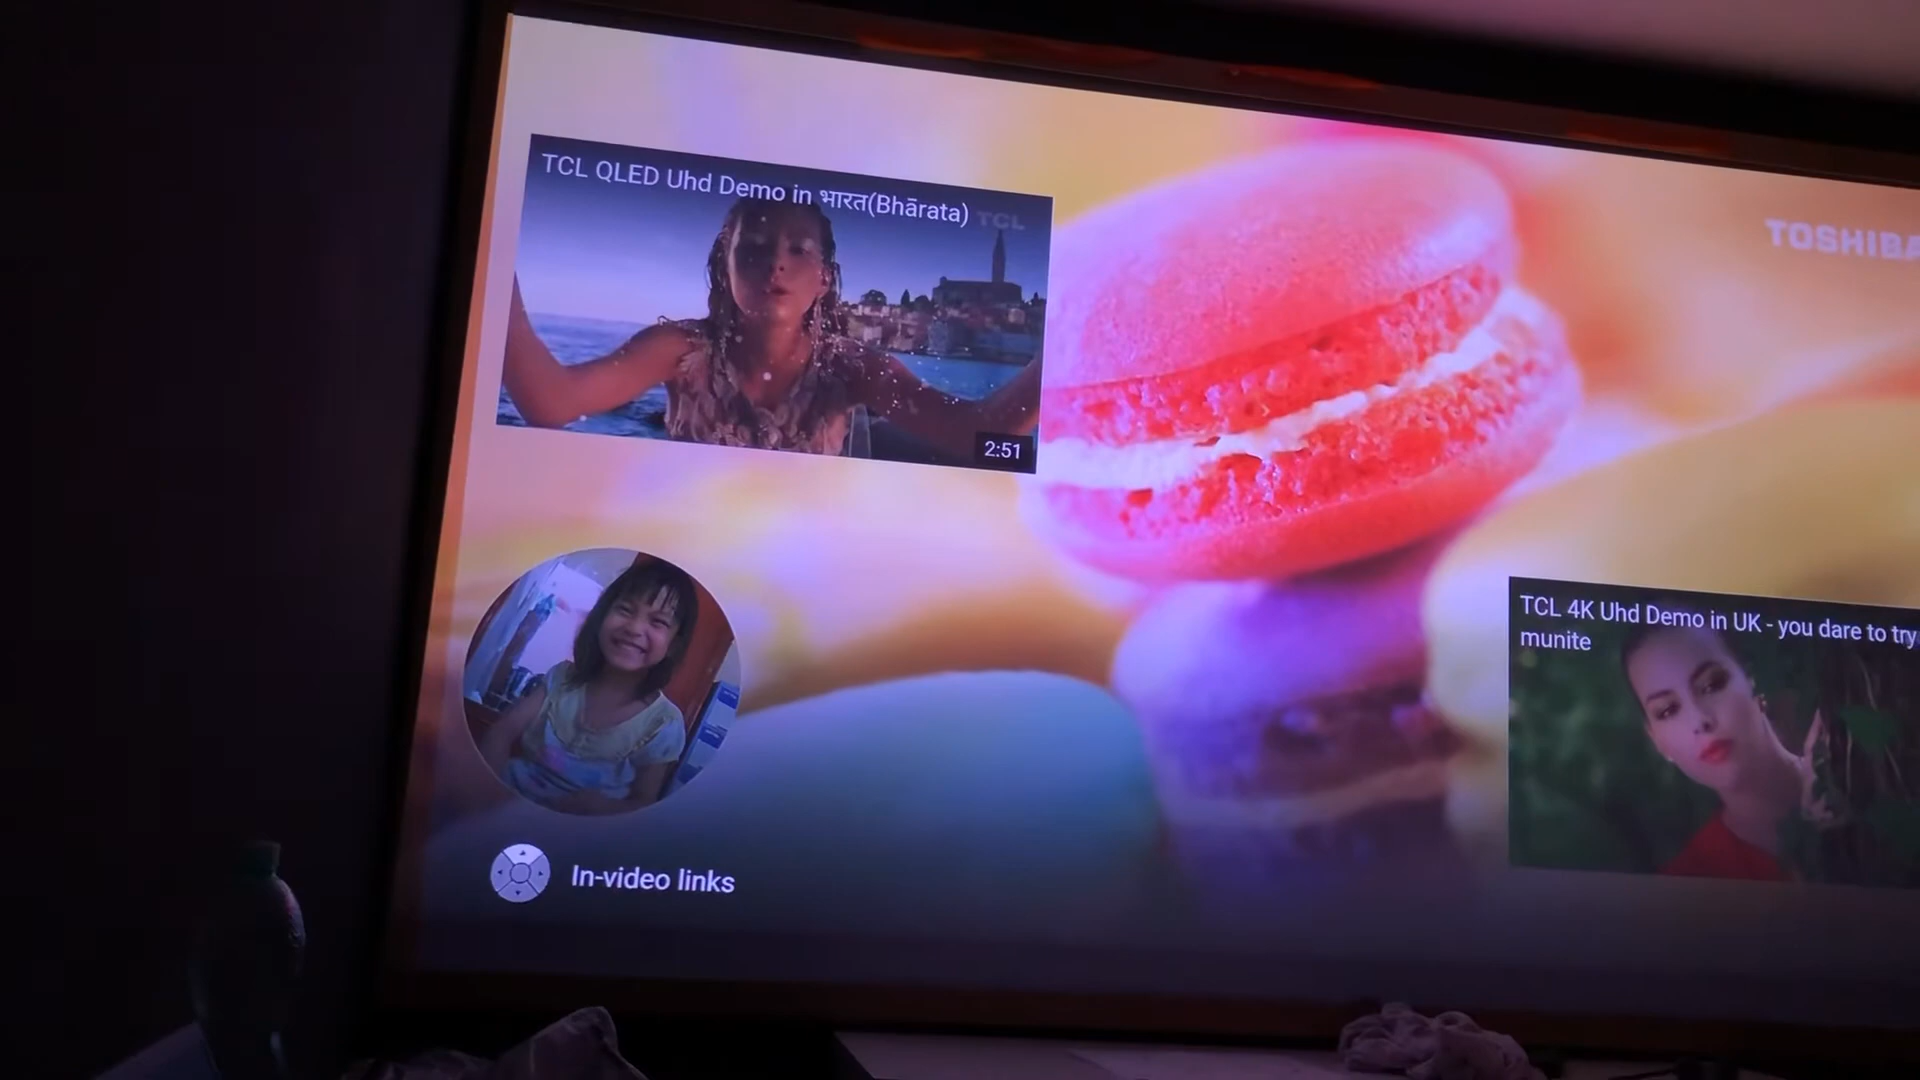 TCL QLED Uhd Demo in भारत(Bhārata)
TCL
2:51
TOSHIBA
TCL 4K Uhd Demo in UK - you dare to try
munite
In-video links